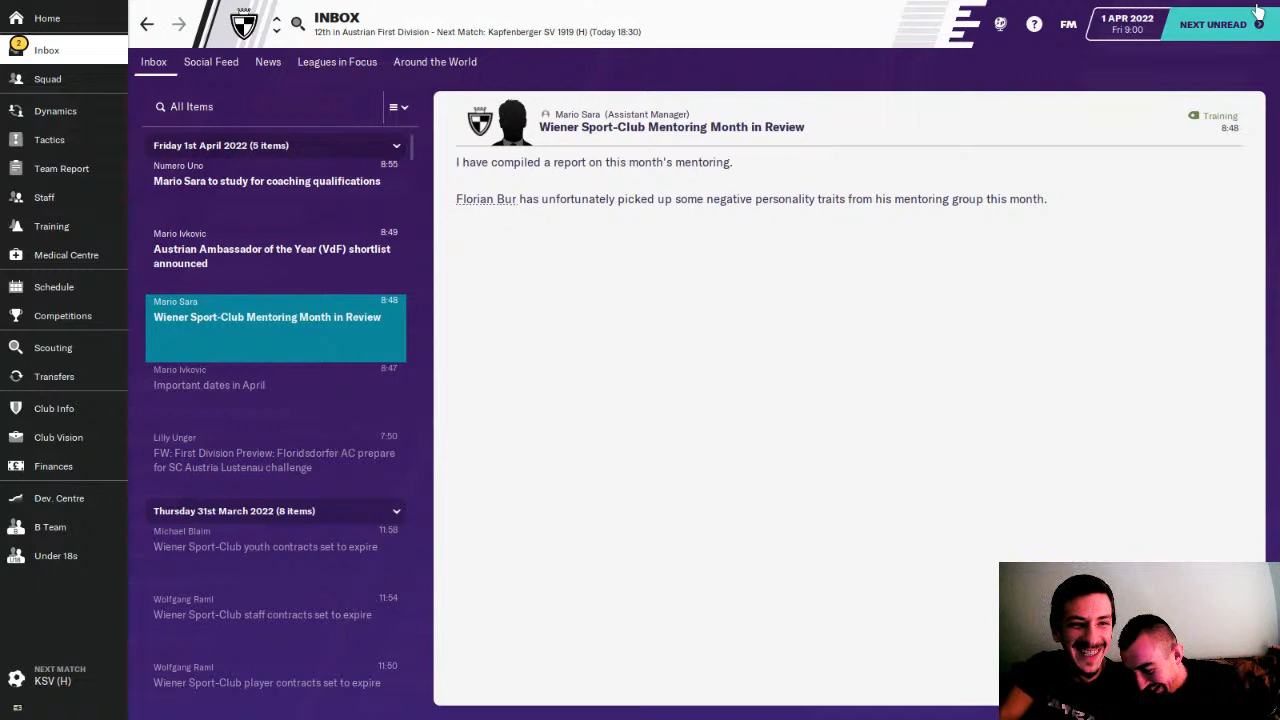 Home
2
Inbox
Squad
Dynamics
Tactics
Team Report
Staff
Training
Medical Centre
Schedule
Competitions
Scouting
Transfers
Club Info
Club Vision
Finances
Dev. Centre
B Team
Under 18s
NEXT MATCH
KSV (H)
INBOX
12th in Austrian First Division - Next Match: Kapfenberger SV 1919 (H) (Today 18:30)
?
FM
1 APR 2022
Fri 9:00
NEXT UNREAD
Inbox
Social Feed
News
Leagues in Focus
Around the World
All Items
Friday 1st April 2022 (5 items)
Numero Uno 8:55
Mario Sara to study for coaching qualifications
Mario Ivkovic 8:49
Austrian Ambassador of the Year (VdF) shortlist
announced
Mario Sara 8:48
Wiener Sport-Club Mentoring Month in Review
Mario Ivkovic 8:47
Important dates in April
Lilly Unger 7:50
FW: First Division Preview: Floridsdorfer AC prepare
for SC Austria Lustenau challenge
Thursday 31st March 2022 (8 items)
Michael Blaim 11:58
Wiener Sport-Club youth contracts set to expire
Wolfgang Raml 11:54
Wiener Sport-Club staff contracts set to expire
Wolfgang Raml 11:50
Wiener Sport-Club player contracts set to expire
Mario Sara (Assistant Manager)
Wiener Sport-Club Mentoring Month in Review
Training
8:48
I have compiled a report on this month's mentoring.
Florian Bur has unfortunately picked up some negative personality traits from his mentoring group this month.